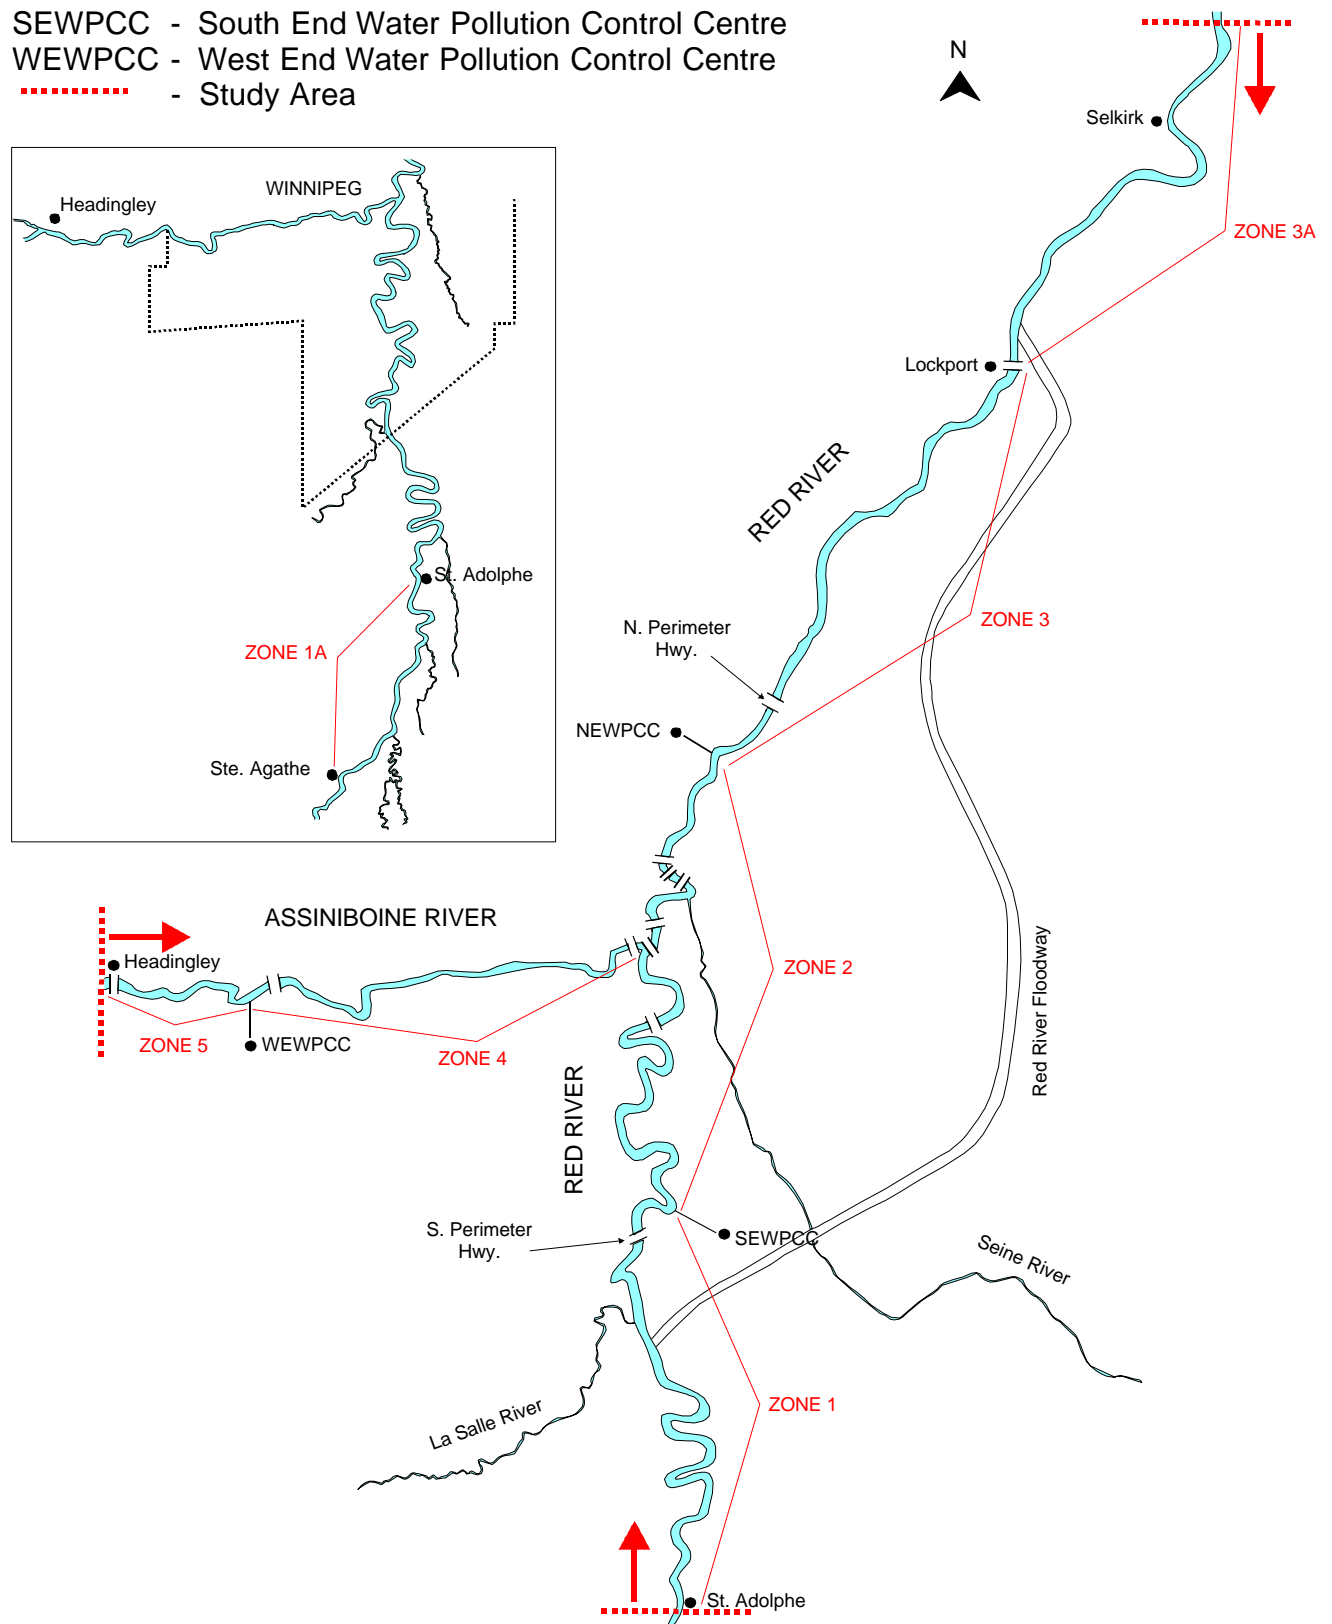 SEWPCC - South End Water Pollution Control Centre
WEWPCC - West End Water Pollution Control Centre
- Study Area
N
Selkirk
ZONE 3A
Lockport
RED RIVER
ZONE 3
N. Perimeter
Hwy.
NEWPCC
WINNIPEG
Headingley
St. Adolphe
ZONE 1A
Ste. Agathe
ASSINIBOINE RIVER
Headingley
ZONE 5
WEWPCC
ZONE 4
ZONE 2
Red River Floodway
RED RIVER
S. Perimeter
Hwy.
SEWPCC
Seine River
La Salle River
ZONE 1
St. Adolphe